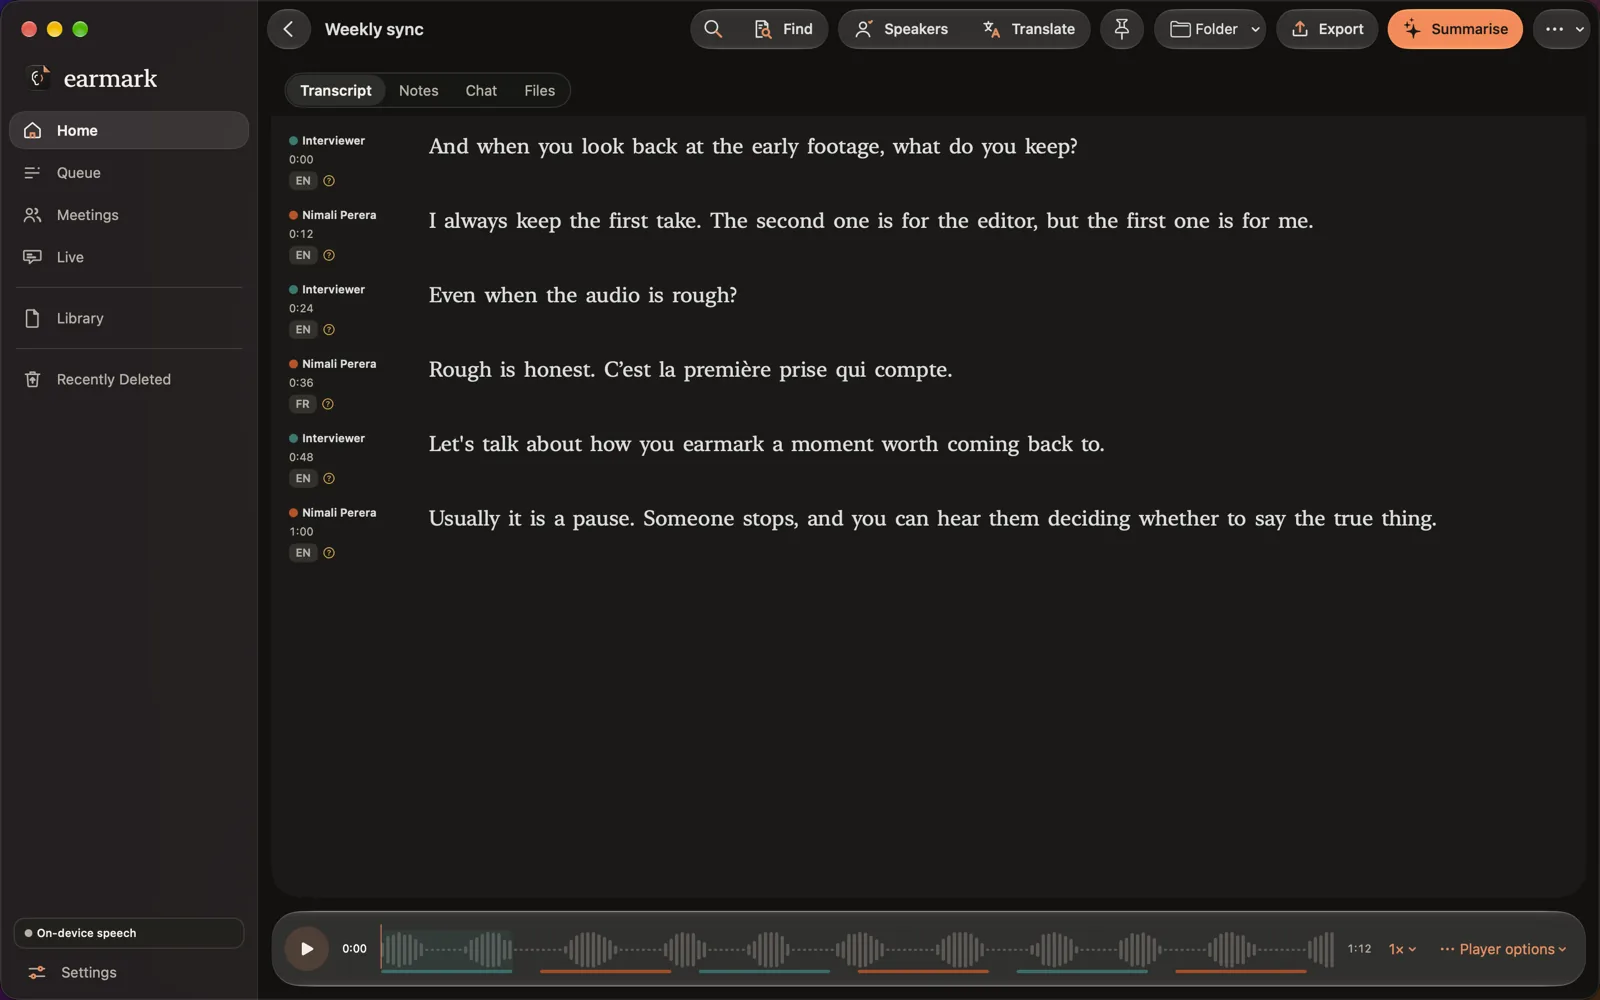 Weekly sync
Find
Speakers
Translate
Folder
Export
Summarise
earmark
Home
Queue
Meetings
Live
Library
Recently Deleted
On-device speech
Settings
Transcript Notes Chat Files
Interviewer
0:00
EN
And when you look back at the early footage, what do you keep?
Nimali Perera
0:12
EN
I always keep the first take. The second one is for the editor, but the first one is for me.
Interviewer
0:24
EN
Even when the audio is rough?
Nimali Perera
0:36
FR
Rough is honest. C’est la première prise qui compte.
Interviewer
0:48
EN
Let's talk about how you earmark a moment worth coming back to.
Nimali Perera
1:00
EN
Usually it is a pause. Someone stops, and you can hear them deciding whether to say the true thing.
0:00
1:12
1×
Player options